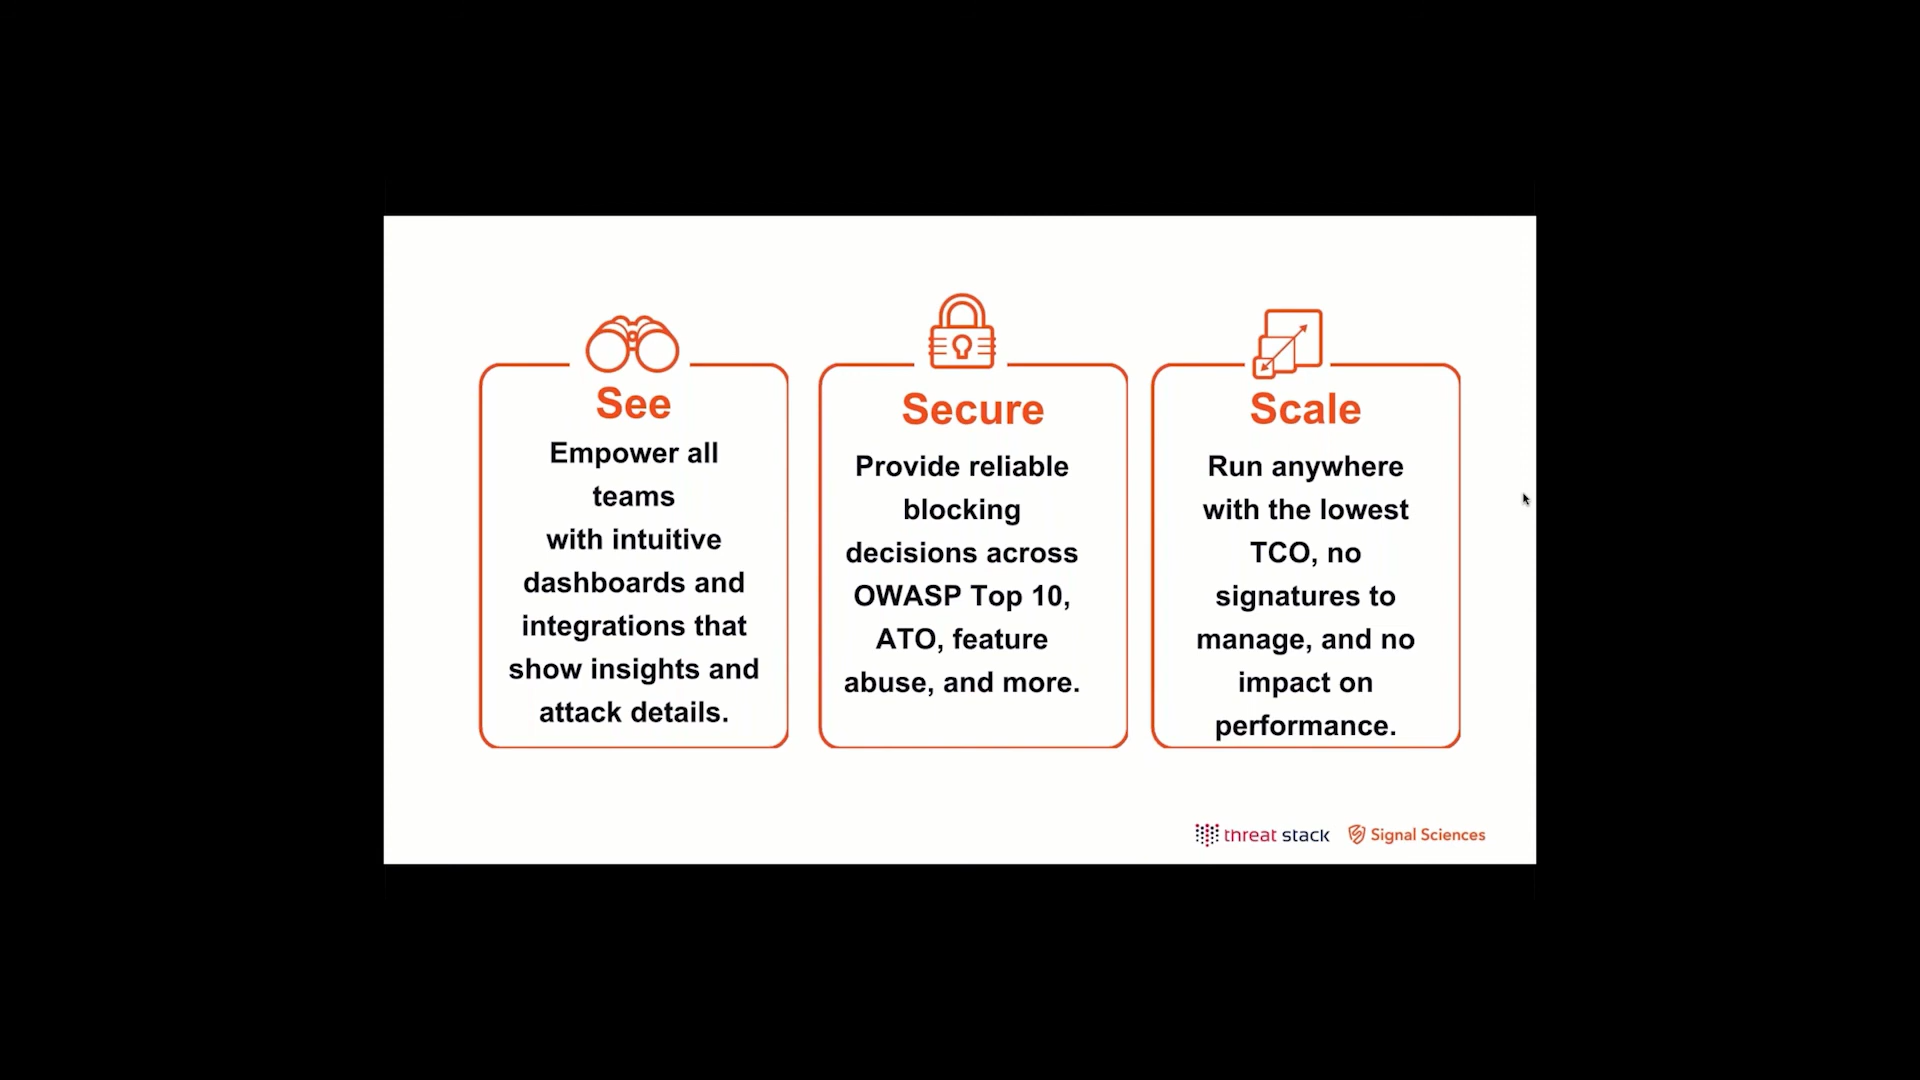 See
Empower all
teams
with intuitive
dashboards and
integrations that
show insights and
attack details.
Secure
Provide reliable
blocking
decisions across
OWASP Top 10,
ATO, feature
abuse, and more.
Scale
Run anywhere
with the lowest
TCO, no
signatures to
manage, and no
impact on
performance.
threat stack
Signal Sciences